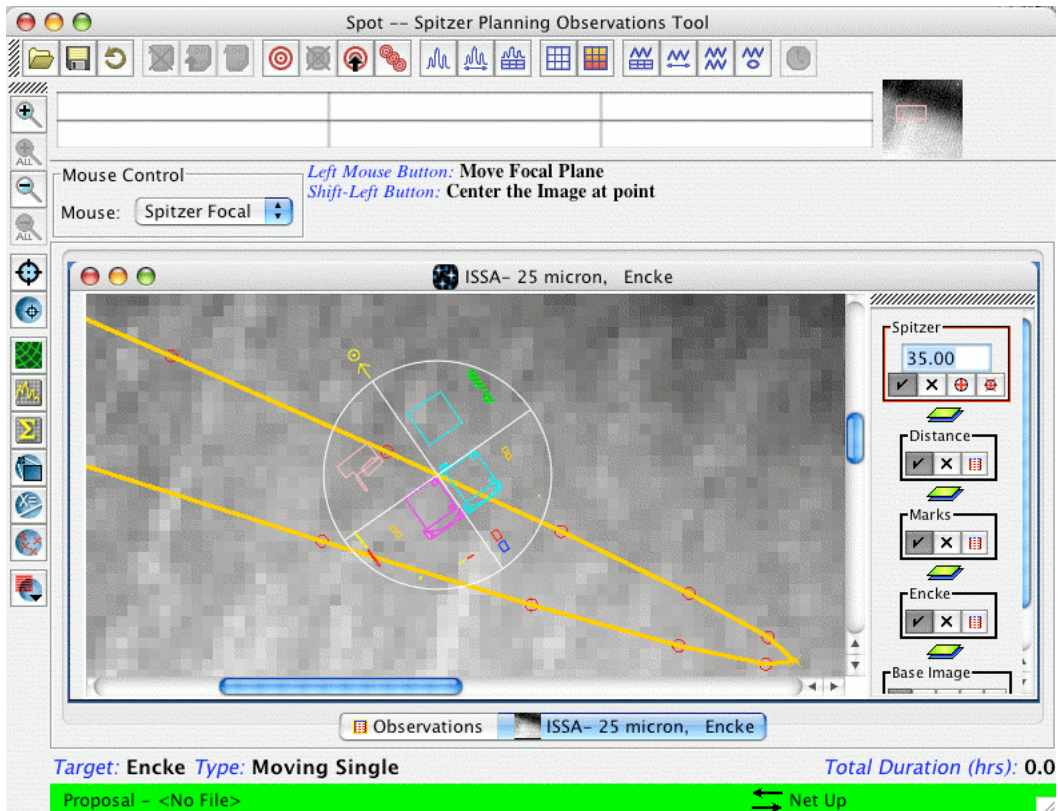 Spot -- Spitzer Planning Observations Tool
ALL
ALL
Mouse Control
Mouse: Spitzer Focal
Left Mouse Button: Move Focal Plane
Shift-Left Button: Center the Image at point
ISSA- 25 micron, Encke
Spitzer
35.00
Distance
Marks
Encke
Base Image
Observations
ISSA- 25 micron, Encke
Target: Encke Type: Moving Single
Total Duration (hrs): 0.0
Proposal - <No File>
Net Up